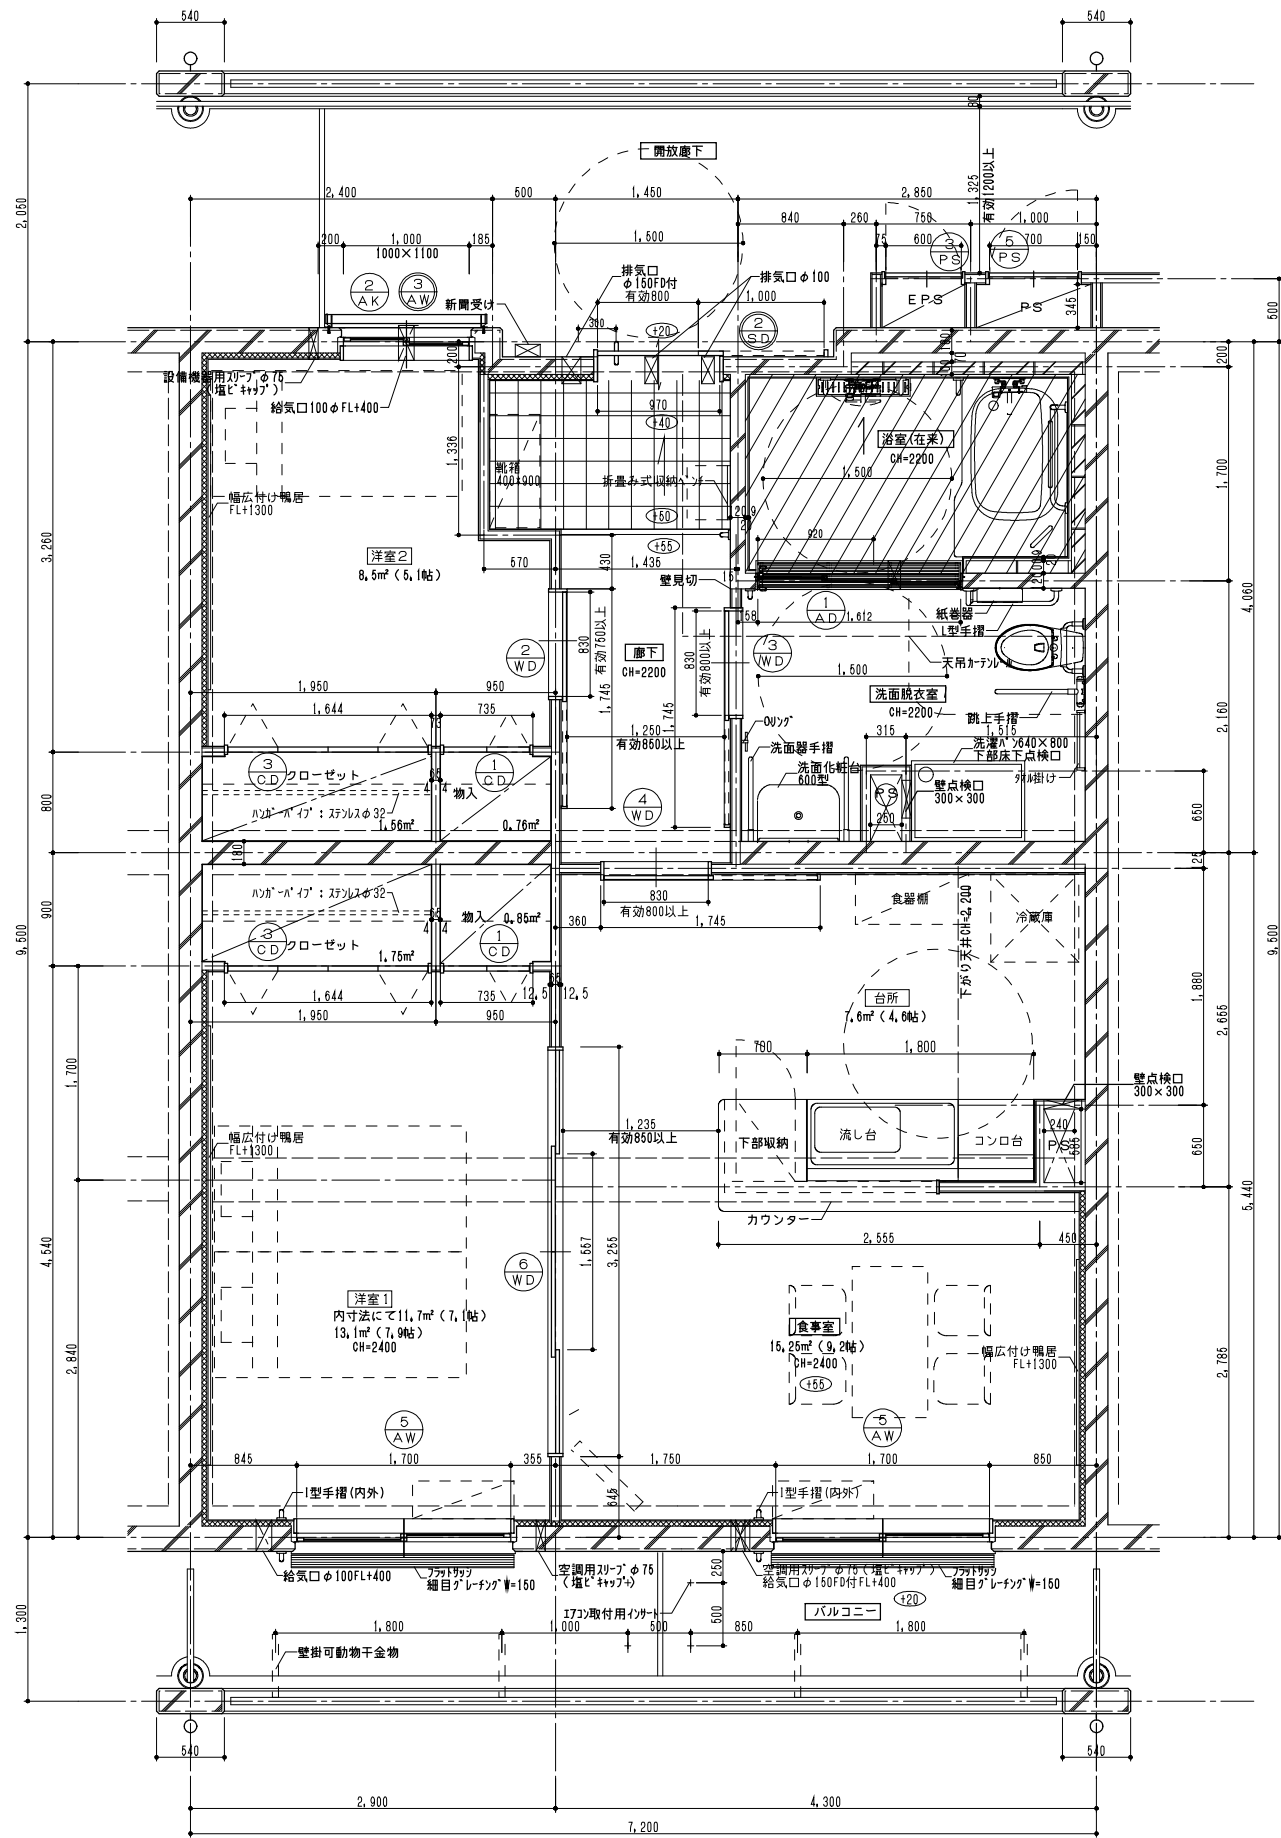 540
540
80
開放廊下
1,325
有効1200以上
2,050
2,400
600
1,450
2,850
840
260
750
1,000
1,500
200
1,000
185
1000×1100
75
600
700
150
3
PS
5
PS
排気口
φ150FD付
有効800
排気口φ100
1,000
2
AK
3
AW
新聞受け
300
+20
2
SD
EPS
PS
345
500
200
100
70
200
設備機器用スリーブφ75
(塩ビキャップ)
給気口100φFL+400
970
+40
浴室(在来)
CH=2200
1,336
靴箱
400×900
折畳み式収納ベンチ
1,500
1,700
幅広付け鴨居
FL+1300
+50
920
+55
洋室2
8.5m²(5.1帖)
570
430
1,435
壁見切
3,260
4,060
紙巻器
L型手摺
1
AD
1,612
58
830
有効750以上
廊下
CH=2200
830
有効800以上
2
WD
3
WD
天吊カーテンレール
1,500
洗面脱衣室
CH=2200
跳上手摺
1,745
1,745
1,950
950
1,644
735
1,250
有効850以上
Oリング
315
1,515
洗濯パン640×800
下部床下点検口
2,160
洗面器手摺
洗面化粧台
600型
タオル掛け
3
CD
クローゼット
1
CD
物入
65
PS
壁点検口
300×300
ハンガーパイプ：ステンレスφ32
1.56m²
0.76m²
4
WD
250
800
650
180
125
830
有効800以上
食器棚
冷蔵庫
ハンガーパイプ：ステンレスφ32
物入
0.85m²
65
360
1,745
下がり天井CH=2,200
900
9,500
9,500
3
CD
クローゼット
1
CD
1.75m²
1,644
735
12.5
65
12.5
1,950
950
台所
7.6m²(4.6帖)
1,880
2,655
700
1,800
1,700
壁点検口
300×300
1,235
有効850以上
下部収納
流し台
コンロ台
240
PS
585
650
幅広付け鴨居
FL+1300
カウンター
2,555
450
5,440
4,540
1,557
3,255
6
WD
洋室1
内寸法にて11.7m²(7.1帖)
13.1m²(7.9帖)
CH=2400
食事室
15.25m²(9.2帖)
CH=2400
+55
幅広付け鴨居
FL+1300
2,840
2,785
5
AW
5
AW
845
1,700
355
1,750
1,700
850
I型手摺(内外)
645
I型手摺(内外)
給気口φ100FL+400
フラットサッシ
細目グレーチングW=150
空調用スリーブφ75
(塩ビキャップ)
250
空調用スリーブφ75(塩ビキャップ)
給気口φ150FD付FL+400
フラットサッシ
細目グレーチングW=150
エアコン取付用インサート
500
バルコニー
+20
1,300
1,800
1,000
500
850
1,800
壁掛可動物干金物
540
540
2,900
4,300
7,200